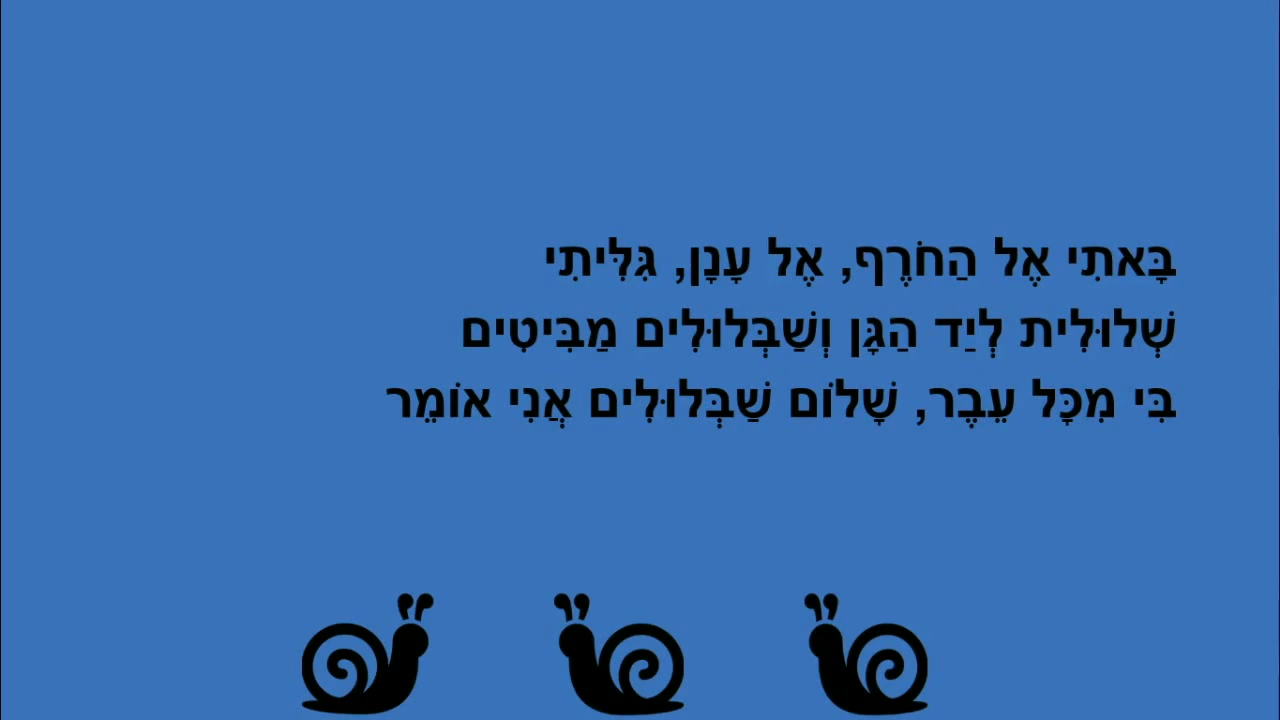 בָּאתִי אֶל הַחֹרֶף, אֶל עָנָן, גִּלִּיתִי
שְׁלוּלִית לְיַד הַגָּן וְשַׁבְּלוּלִים מַבִּיטִים
בִּי מִכָּל עֵבֶר, שָׁלוֹם שַׁבְּלוּלִים אֲנִי אוֹמֵר